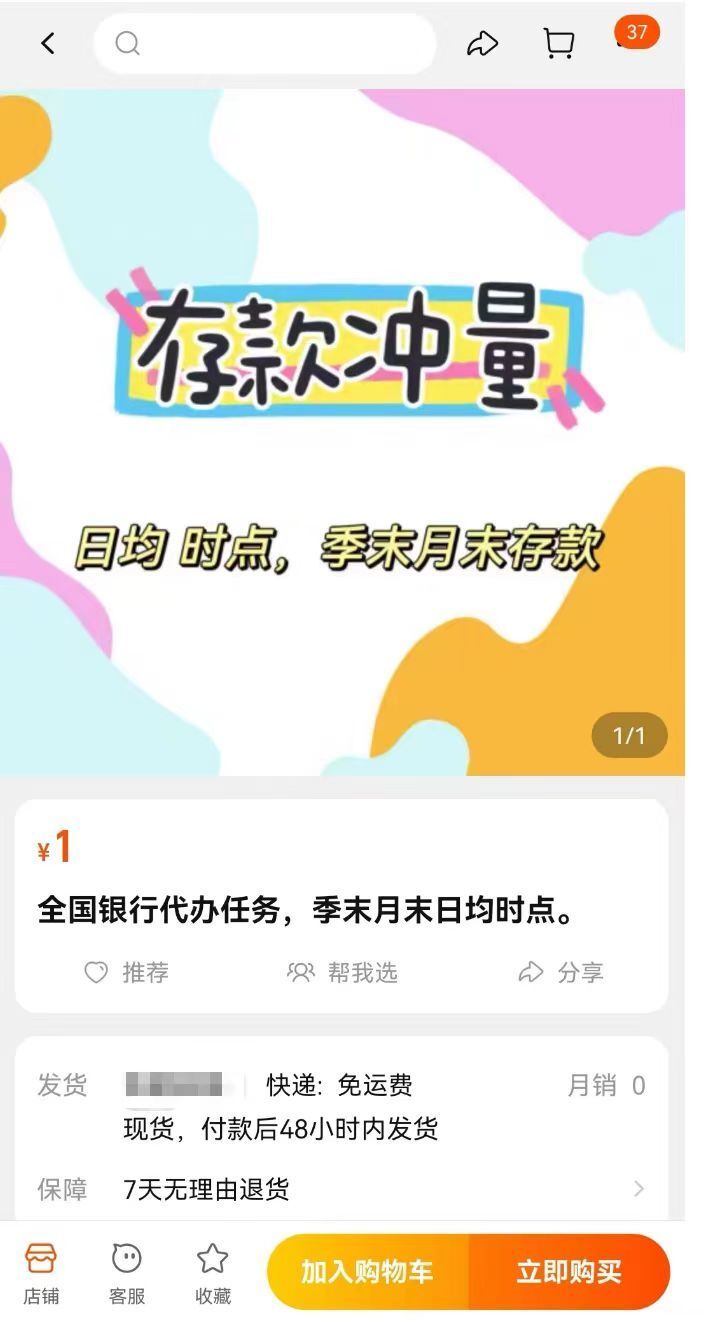 37
存款冲量
日均 时点，季末月末存款
1/1
¥1
全国银行代办任务，季末月末日均时点。
推荐 帮我选 分享
发货 快递: 免运费 月销 0
现货，付款后48小时内发货
保障 7天无理由退货
店铺 客服 收藏 加入购物车 立即购买